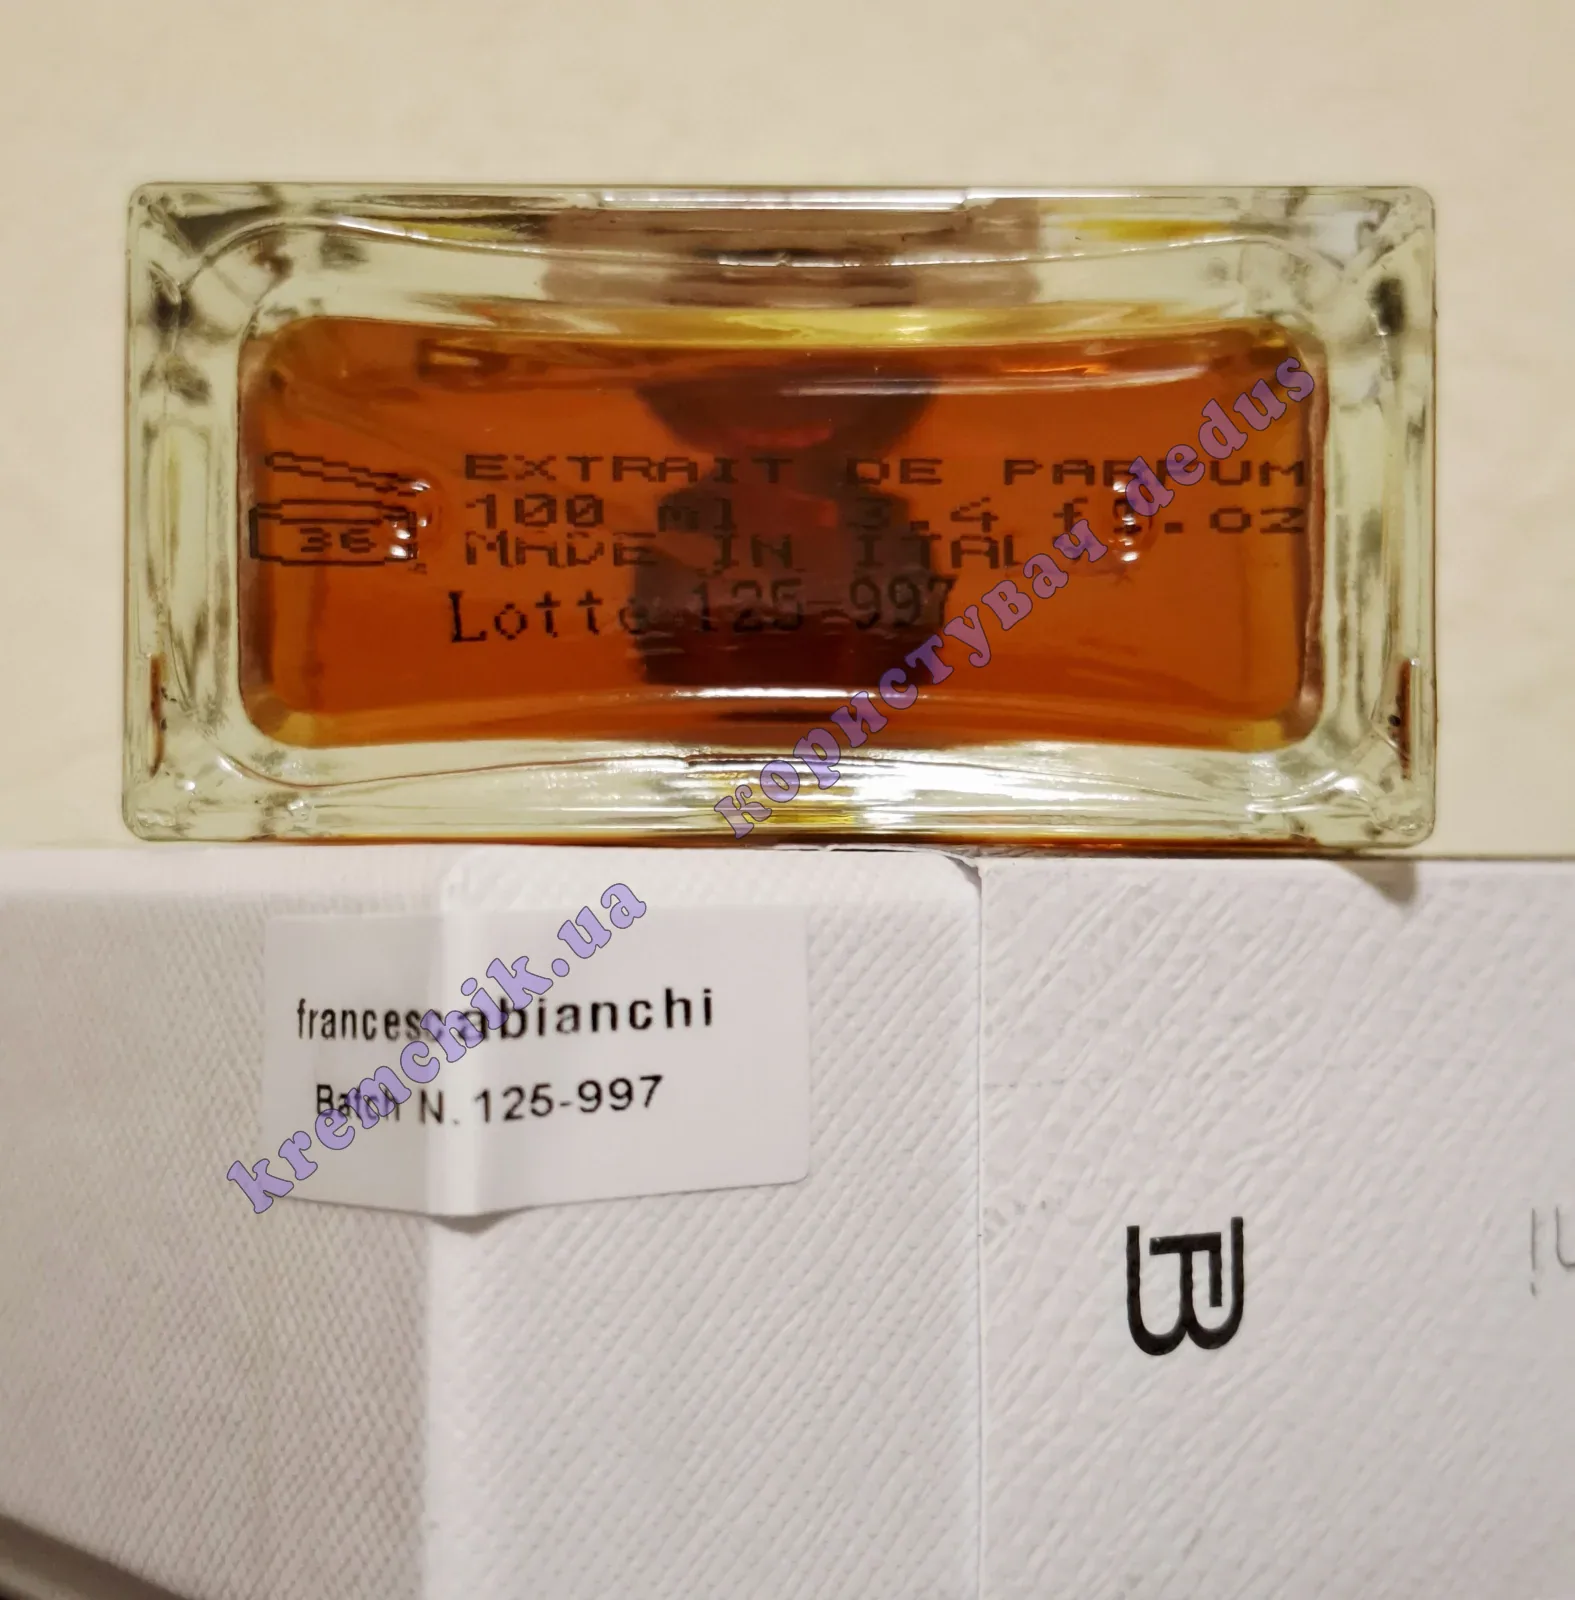 EXTRAIT DE PARFUM
100 ml 3.4 fl.oz
36
MADE IN ITALY
Lotto 125-997
користувач dedus
francescabianchi
Batch N. 125-997
kremchik.ua
B